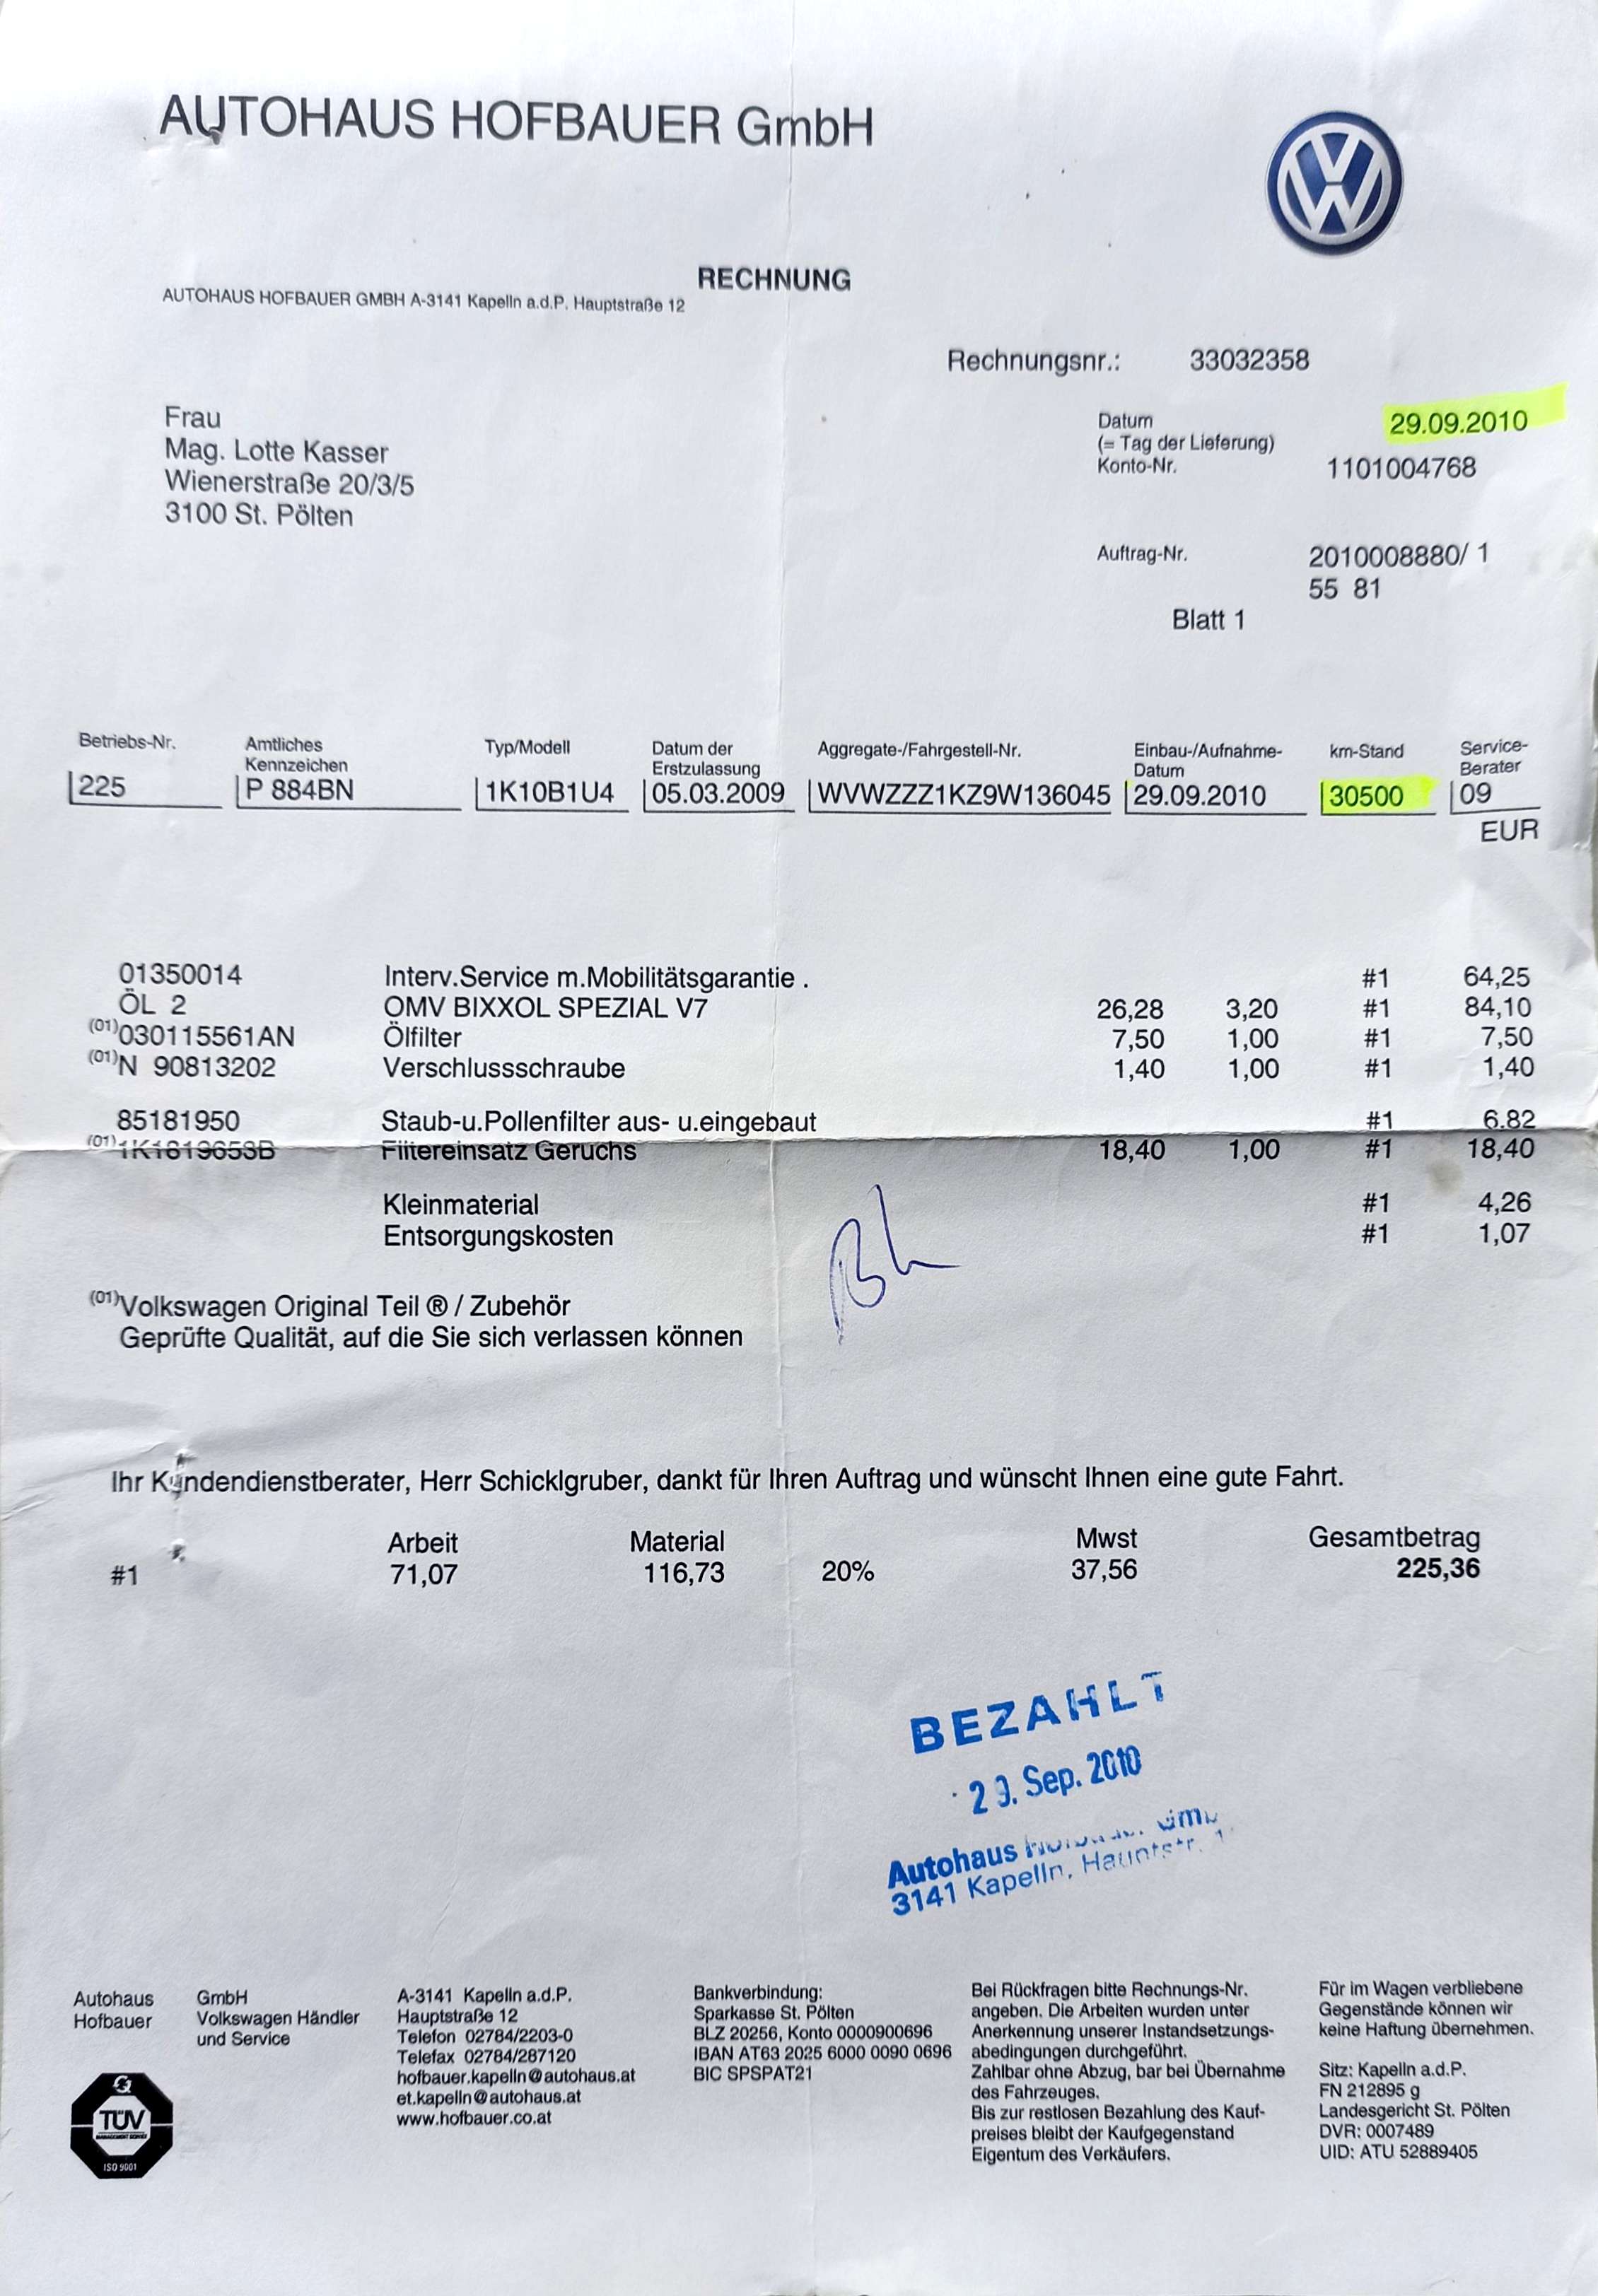 AUTOHAUS HOFBAUER GmbH
RECHNUNG
AUTOHAUS HOFBAUER GMBH A-3141 Kapelln a.d.P. Hauptstraße 12
Rechnungsnr.: 33032358
Frau
Mag. Lotte Kasser
Wienerstraße 20/3/5
3100 St. Pölten
Datum 29.09.2010
(= Tag der Lieferung)
Konto-Nr. 1101004768
Auftrag-Nr. 2010008880/ 1
55 81
Blatt 1
Betriebs-Nr. Amtliches Kennzeichen Typ/Modell Datum der Erstzulassung Aggregate-/Fahrgestell-Nr. Einbau-/Aufnahme-Datum km-Stand Service-Berater
225 P 884BN 1K10B1U4 05.03.2009 WVWZZZ1KZ9W136045 29.09.2010 30500 09
EUR
01350014 Interv.Service m.Mobilitätsgarantie . #1 64,25
ÖL 2 OMV BIXXOL SPEZIAL V7 26,28 3,20 #1 84,10
(01)030115561AN Ölfilter 7,50 1,00 #1 7,50
(01)N 90813202 Verschlussschraube 1,40 1,00 #1 1,40
85181950 Staub-u.Pollenfilter aus- u.eingebaut #1 6,82
(01)1K1819653B Filtereinsatz Geruchs 18,40 1,00 #1 18,40
Kleinmaterial #1 4,26
Entsorgungskosten #1 1,07
(01)Volkswagen Original Teil ® / Zubehör
Geprüfte Qualität, auf die Sie sich verlassen können
Ihr Kundendienstberater, Herr Schicklgruber, dankt für Ihren Auftrag und wünscht Ihnen eine gute Fahrt.
Arbeit Material Mwst Gesamtbetrag
#1 71,07 116,73 20% 37,56 225,36
BEZAHLT
29. Sep. 2010
Autohaus Hofbauer GmbH
3141 Kapelln, Hauptstr.
Autohaus
Hofbauer
GmbH
Volkswagen Händler
und Service
A-3141 Kapelln a.d.P.
Hauptstraße 12
Telefon 02784/2203-0
Telefax 02784/287120
hofbauer.kapelln@autohaus.at
et.kapelln@autohaus.at
www.hofbauer.co.at
Bankverbindung:
Sparkasse St. Pölten
BLZ 20256, Konto 0000900696
IBAN AT63 2025 6000 0090 0696
BIC SPSPAT21
Bei Rückfragen bitte Rechnungs-Nr.
angeben. Die Arbeiten wurden unter
Anerkennung unserer Instandsetzungs-
abedingungen durchgeführt.
Zahlbar ohne Abzug, bar bei Übernahme
des Fahrzeuges.
Bis zur restlosen Bezahlung des Kauf-
preises bleibt der Kaufgegenstand
Eigentum des Verkäufers.
Für im Wagen verbliebene
Gegenstände können wir
keine Haftung übernehmen.
Sitz: Kapelln a.d.P.
FN 212895 g
Landesgericht St. Pölten
DVR: 0007489
UID: ATU 52889405
TÜV
MANAGEMENT SERVICE
ISO 9001